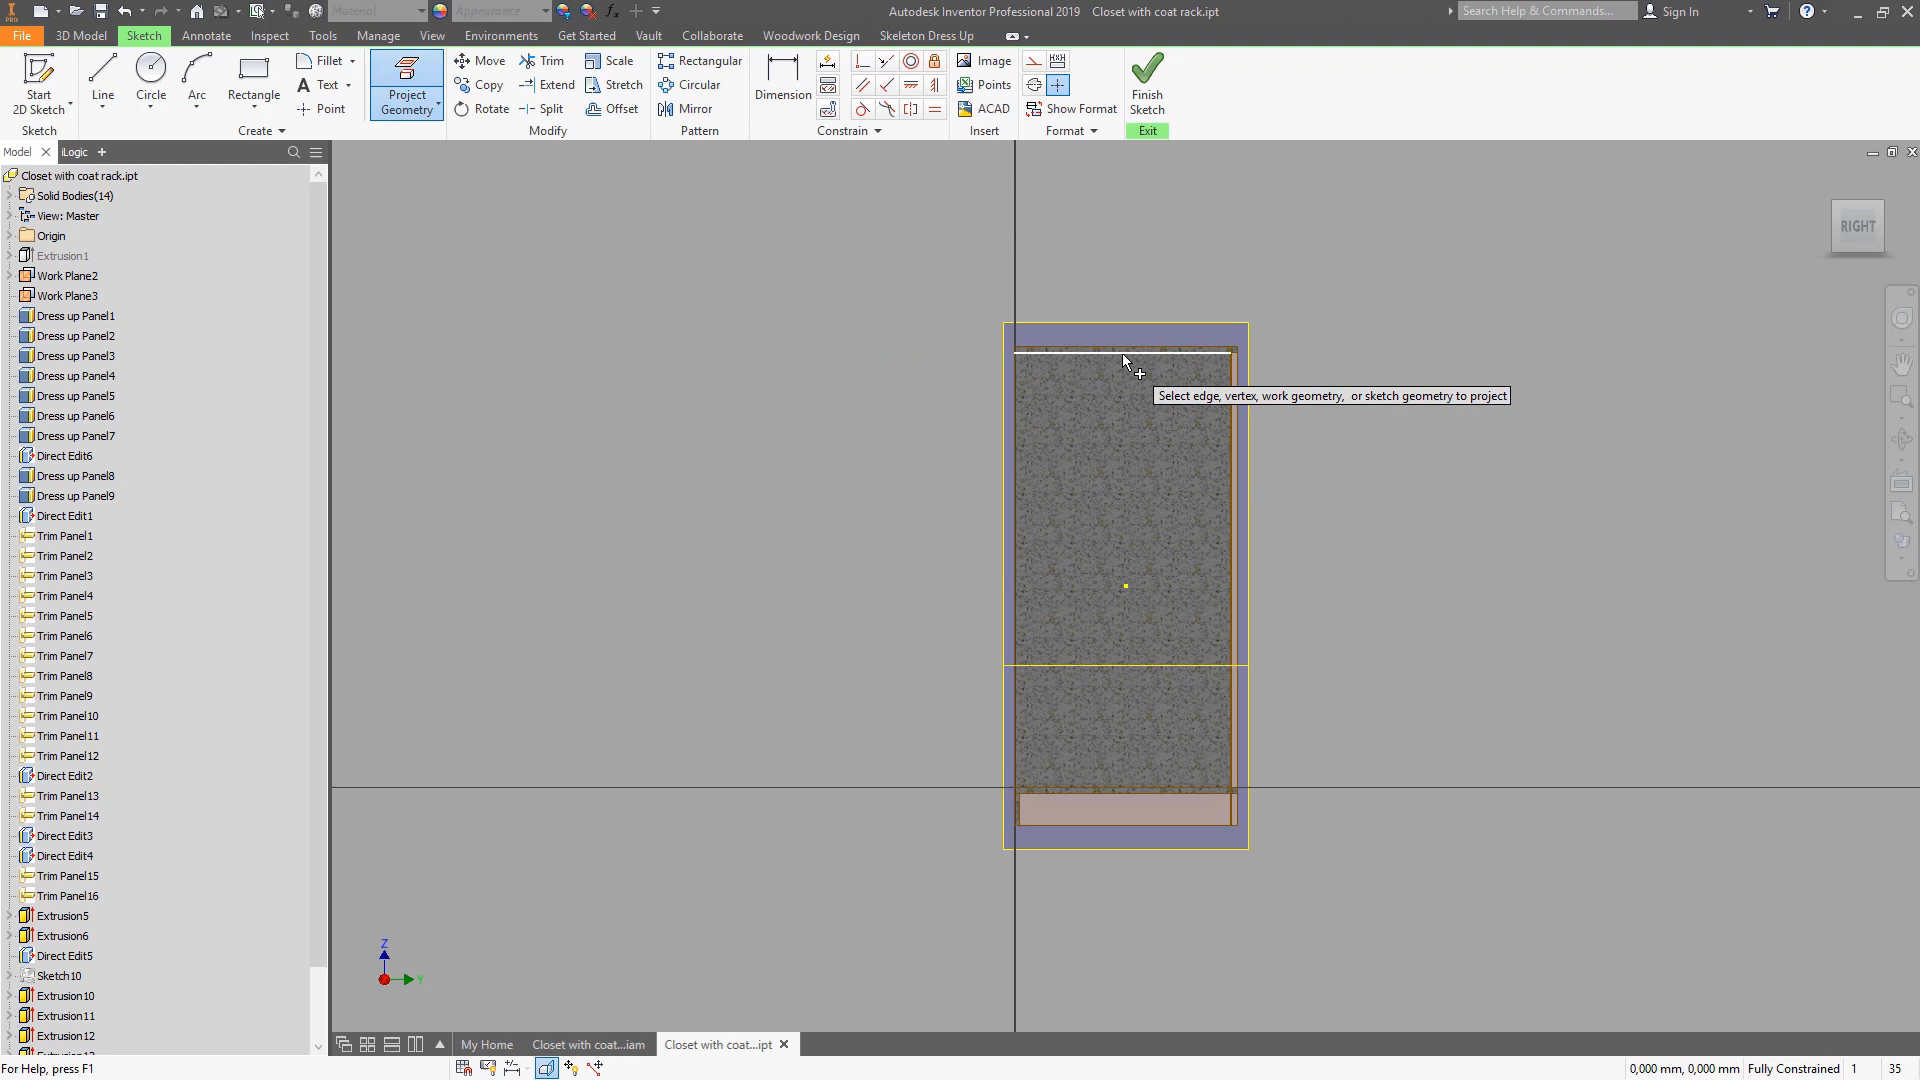 Material
Appearance
Autodesk Inventor Professional 2019 Closet with coat rack.ipt
Search Help & Commands...
Sign In
PRO
File 3D Model Sketch Annotate Inspect Tools Manage View Environments Get Started Vault Collaborate Woodwork Design Skeleton Dress Up
Start
2D Sketch
Sketch
Line
Circle
Arc
Rectangle
Fillet
Text
Point
Create
Project
Geometry
Move
Copy
Rotate
Trim
Extend
Split
Scale
Stretch
Offset
Modify
Rectangular
Circular
Mirror
Pattern
Dimension
Constrain
Image
Points
ACAD
Insert
Show Format
Format
Finish
Sketch
Exit
Model
iLogic
Closet with coat rack.ipt
Solid Bodies(14)
View: Master
Origin
Extrusion1
Work Plane2
Work Plane3
Dress up Panel1
Dress up Panel2
Dress up Panel3
Dress up Panel4
Dress up Panel5
Dress up Panel6
Dress up Panel7
Direct Edit6
Dress up Panel8
Dress up Panel9
Direct Edit1
Trim Panel1
Trim Panel2
Trim Panel3
Trim Panel4
Trim Panel5
Trim Panel6
Trim Panel7
Trim Panel8
Trim Panel9
Trim Panel10
Trim Panel11
Trim Panel12
Direct Edit2
Trim Panel13
Trim Panel14
Direct Edit3
Direct Edit4
Trim Panel15
Trim Panel16
Extrusion5
Extrusion6
Direct Edit5
Sketch10
Extrusion10
Extrusion11
Extrusion12
RIGHT
Select edge, vertex, work geometry, or sketch geometry to project
Z
Y
My Home
Closet with coat...iam
Closet with coat...ipt
For Help, press F1
0,000 mm, 0,000 mm Fully Constrained 1 35